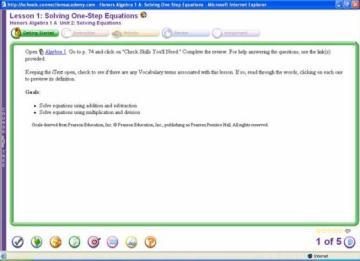 http://schools.connectionsacademy.com - Honors Algebra 1 A Unit 2: Solving One-Step Equations - Microsoft Internet Explorer
Lesson 1: Solving One-Step Equations
Honors Algebra 1 A Unit 2: Solving Equations
Getting Started Instruction Activity Review Assignment
Open Algebra 1. Go to p. 74 and click on "Check Skills You'll Need." Complete the review. For help answering the questions, use the link(s)
provided.
Keeping the iText open, check to see if there are any Vocabulary terms associated with this lesson. If so, read through the words, clicking on each one
to preview its definition.
Goals:
Solve equations using addition and subtraction
Solve equations using multiplication and division
Goals derived from Pearson Education, Inc. © Pearson Education, Inc., publishing as Pearson Prentice Hall. All rights reserved.
1 of 5
Internet